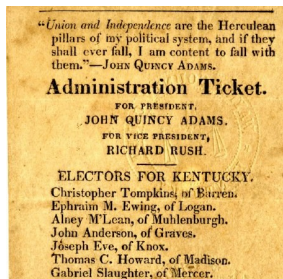 "Union and Independence are the Herculean
pillars of my political system, and if they
shall ever fall, I am content to fall with
them."—JOHN QUINCY ADAMS.
Administration Ticket.
FOR PRESIDENT,
JOHN QUINCY ADAMS.
FOR VICE PRESIDENT,
RICHARD RUSH.
ELECTORS FOR KENTUCKY.
Christopher Tompkins, of Barren.
Ephraim M. Ewing, of Logan.
Alney M'Lean, of Muhlenburgh.
John Anderson, of Graves.
Joseph Eve, of Knox.
Thomas C. Howard, of Madison.
Gabriel Slaughter, of Mercer.